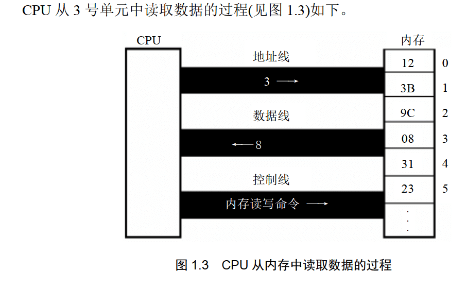 CPU 从 3 号单元中读取数据的过程(见图 1.3)如下。
CPU
内存
地址线
3 →
12 0
3B 1
数据线
9C 2
← 8
08 3
31 4
控制线
23 5
内存读写命令 →
.
.
.
图 1.3 CPU 从内存中读取数据的过程